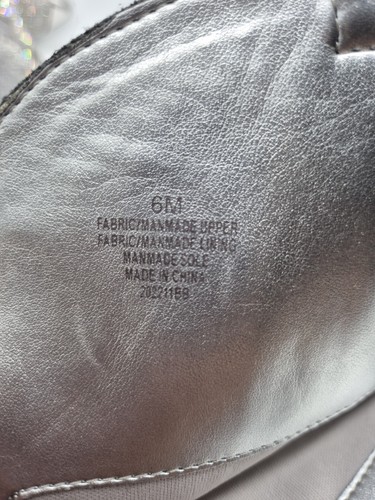 6M
FABRIC/MANMADE UPPER
FABRIC/MANMADE LINING
MANMADE SOLE
MADE IN CHINA